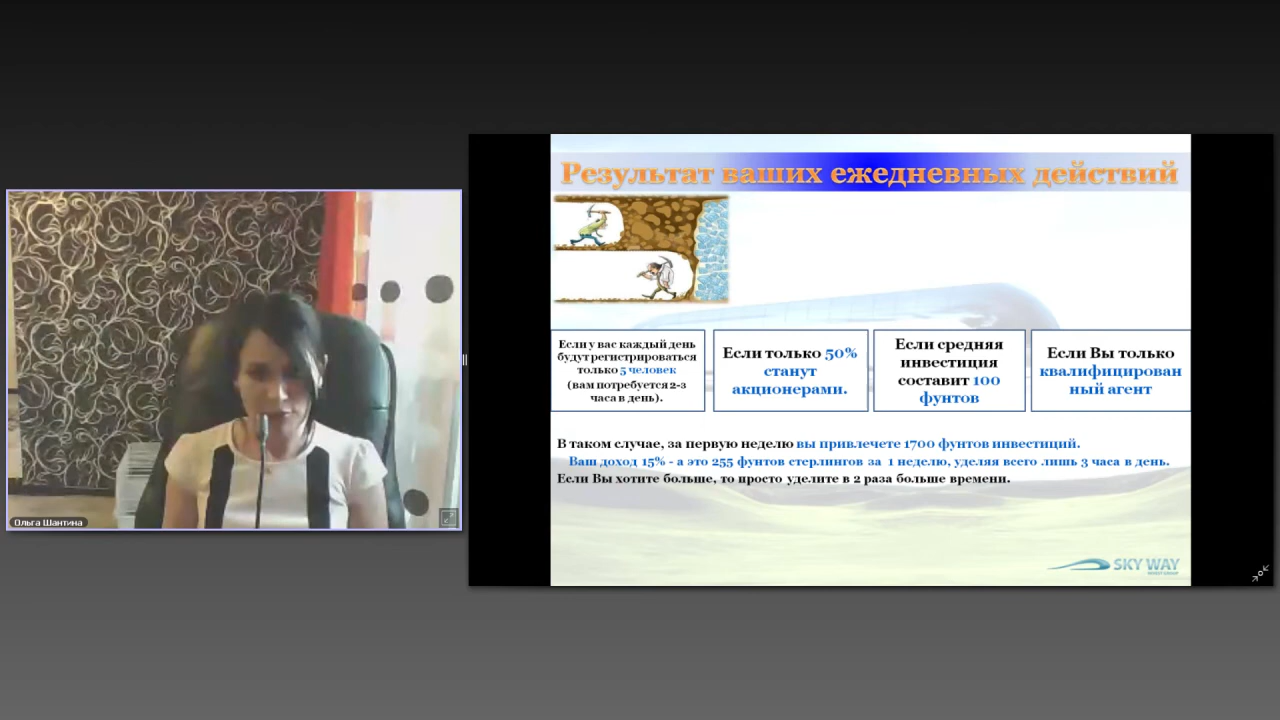 Результат ваших ежедневных действий
Если у вас каждый день
будут регистрироваться
только 5 человек
(вам потребуется 2-3
часа в день).
Если только 50%
станут
акционерами.
Если средняя
инвестиция
составит 100
фунтов
Если Вы только
квалифицирован
ный агент
В таком случае, за первую неделю вы привлечете 1700 фунтов инвестиций.
Ваш доход 15% - а это 255 фунтов стерлингов за 1 неделю, уделяя всего лишь 3 часа в день.
Если Вы хотите больше, то просто уделите в 2 раза больше времени.
SKY WAY
Ольга Шантина